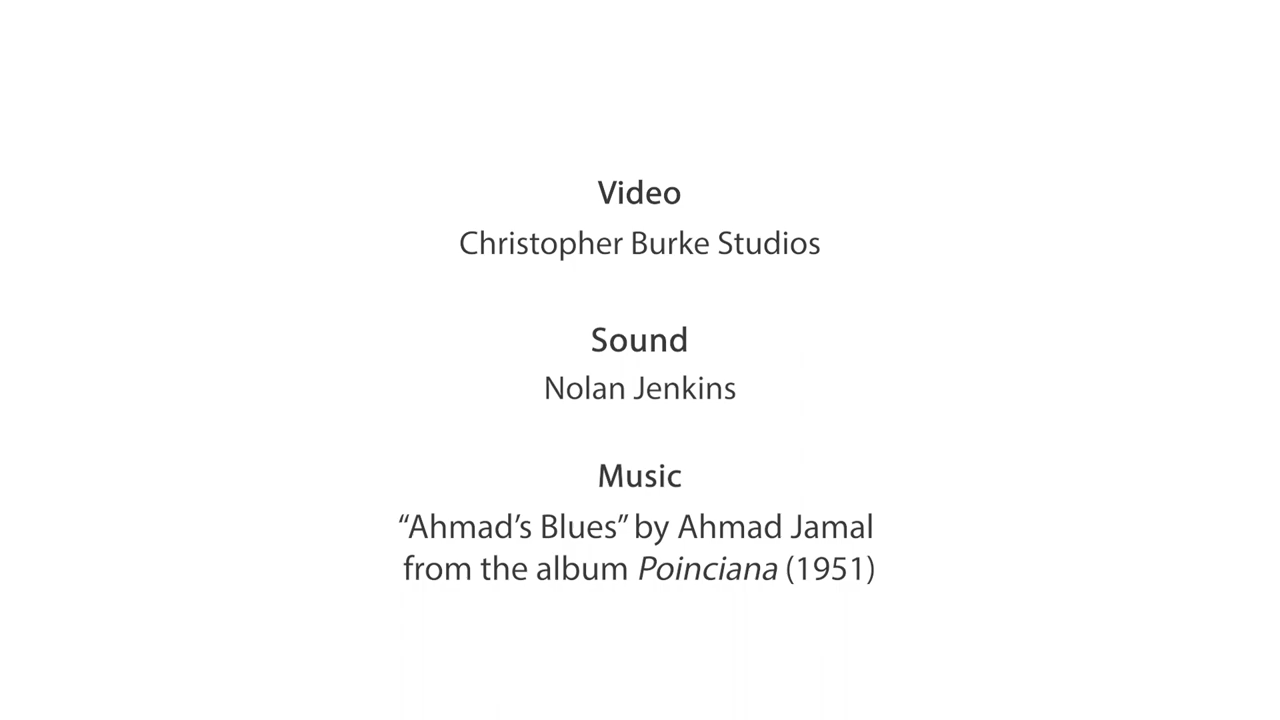 Video
Christopher Burke Studios
Sound
Nolan Jenkins
Music
“Ahmad’s Blues” by Ahmad Jamal
from the album Poinciana (1951)